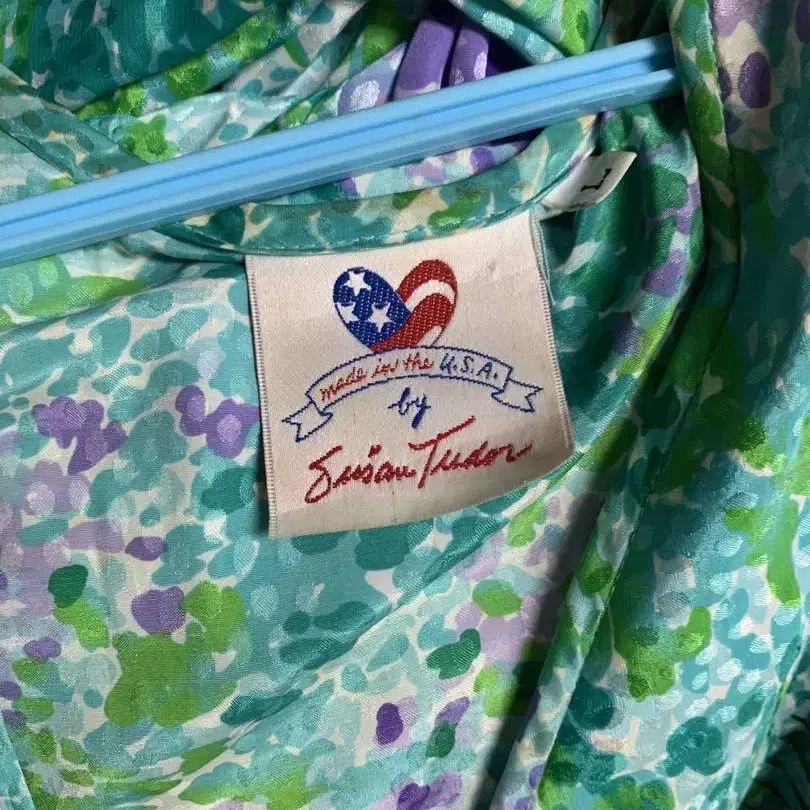 L
made in the U.S.A.
by
Susan Tudor